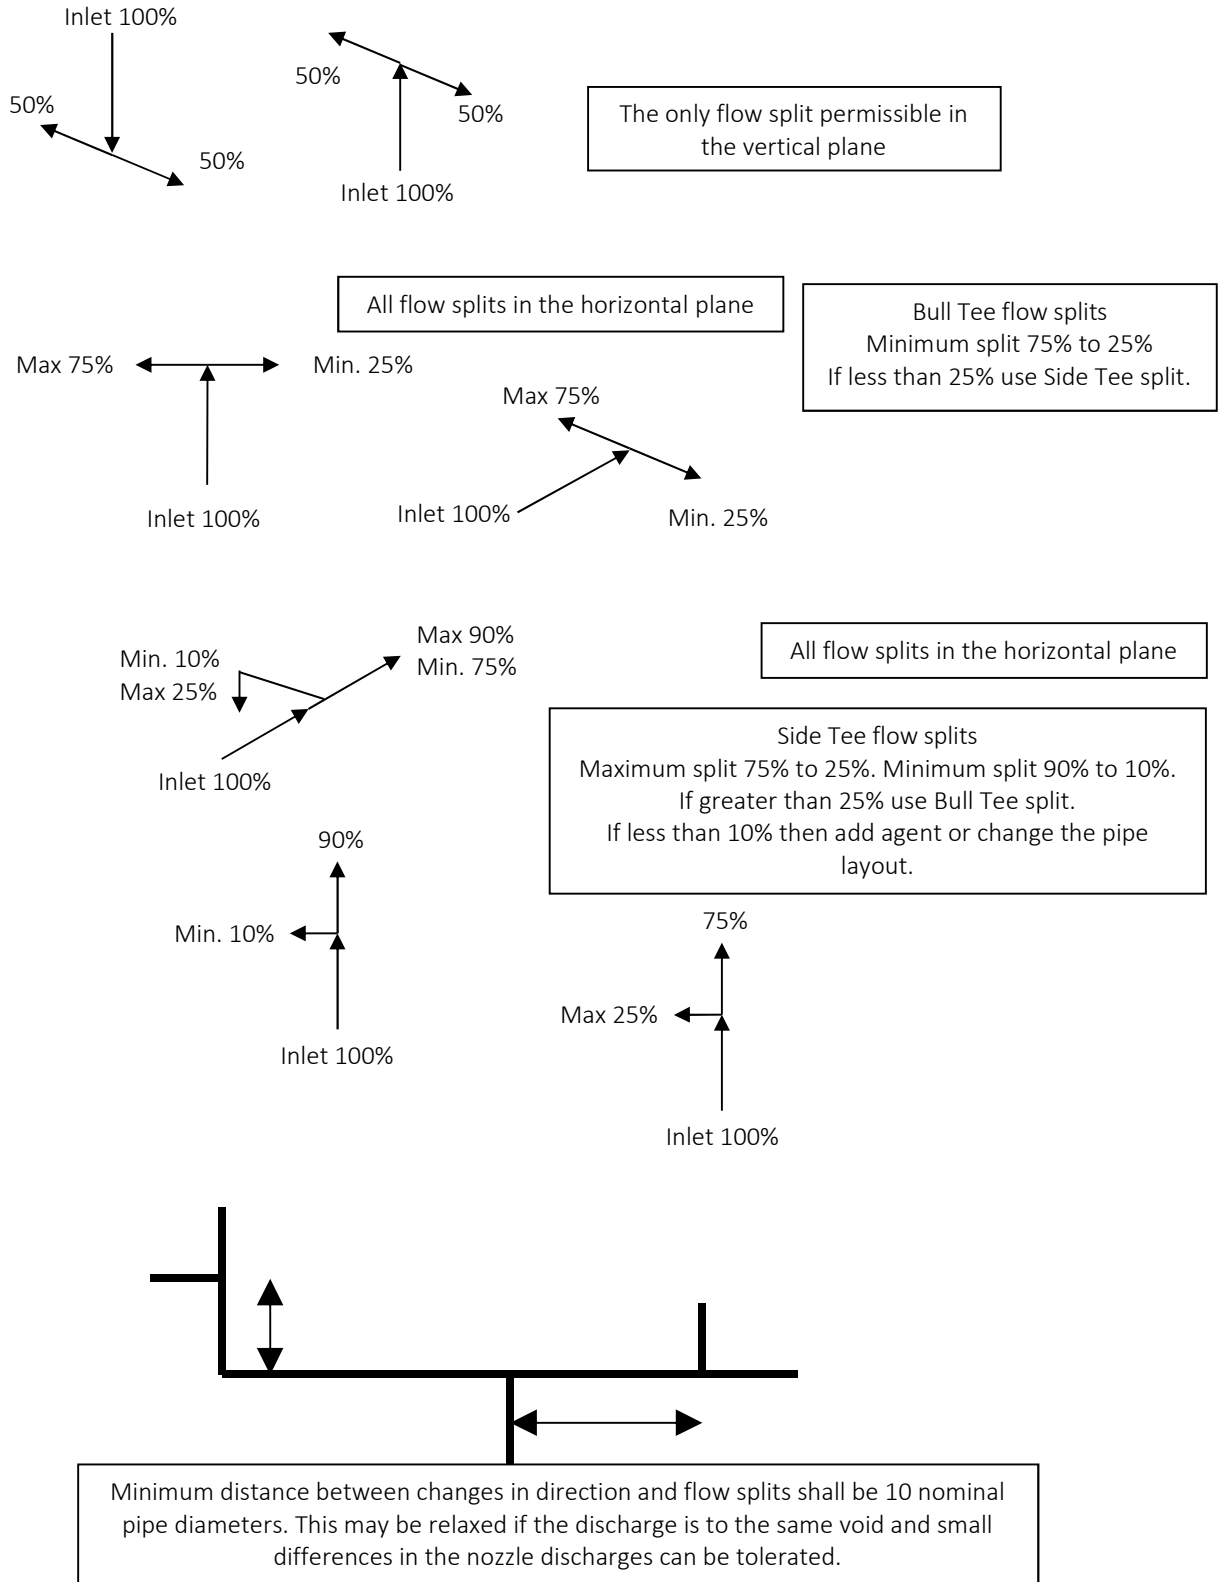 Inlet 100%
50%
50%
50%
50%
Inlet 100%
The only flow split permissible in
the vertical plane
All flow splits in the horizontal plane
Bull Tee flow splits
Minimum split 75% to 25%
If less than 25% use Side Tee split.
Max 75%
Min. 25%
Inlet 100%
Max 75%
Inlet 100%
Min. 25%
Min. 10%
Max 25%
Max 90%
Min. 75%
Inlet 100%
All flow splits in the horizontal plane
Side Tee flow splits
Maximum split 75% to 25%. Minimum split 90% to 10%.
If greater than 25% use Bull Tee split.
If less than 10% then add agent or change the pipe
layout.
90%
Min. 10%
Inlet 100%
75%
Max 25%
Inlet 100%
Minimum distance between changes in direction and flow splits shall be 10 nominal
pipe diameters. This may be relaxed if the discharge is to the same void and small
differences in the nozzle discharges can be tolerated.